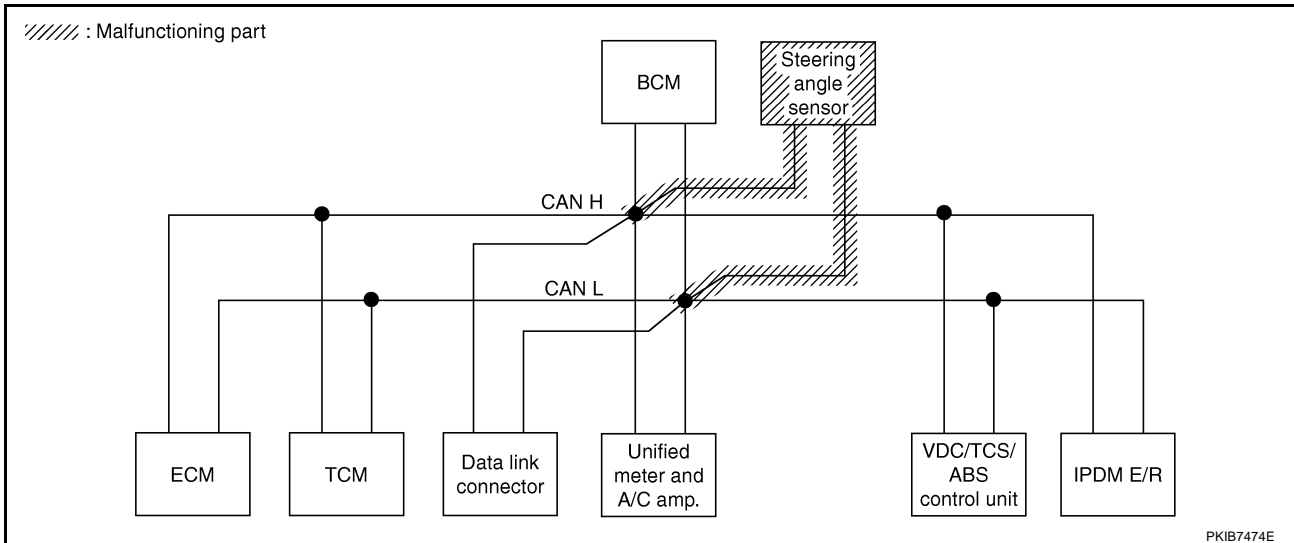 : Malfunctioning part
BCM
Steering
angle
sensor
CAN H
CAN L
ECM
TCM
Data link
connector
Unified
meter and
A/C amp.
VDC/TCS/
ABS
control unit
IPDM E/R
PKIB7474E